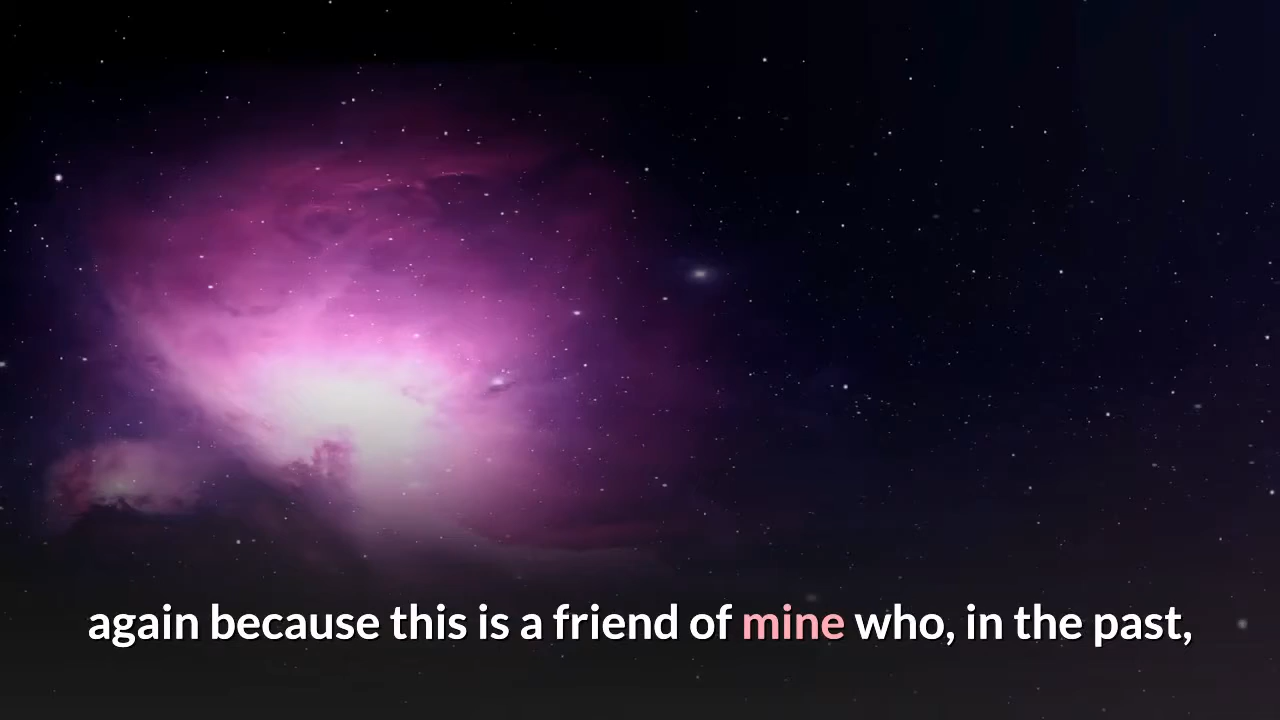 again because this is a friend of mine who, in the past,